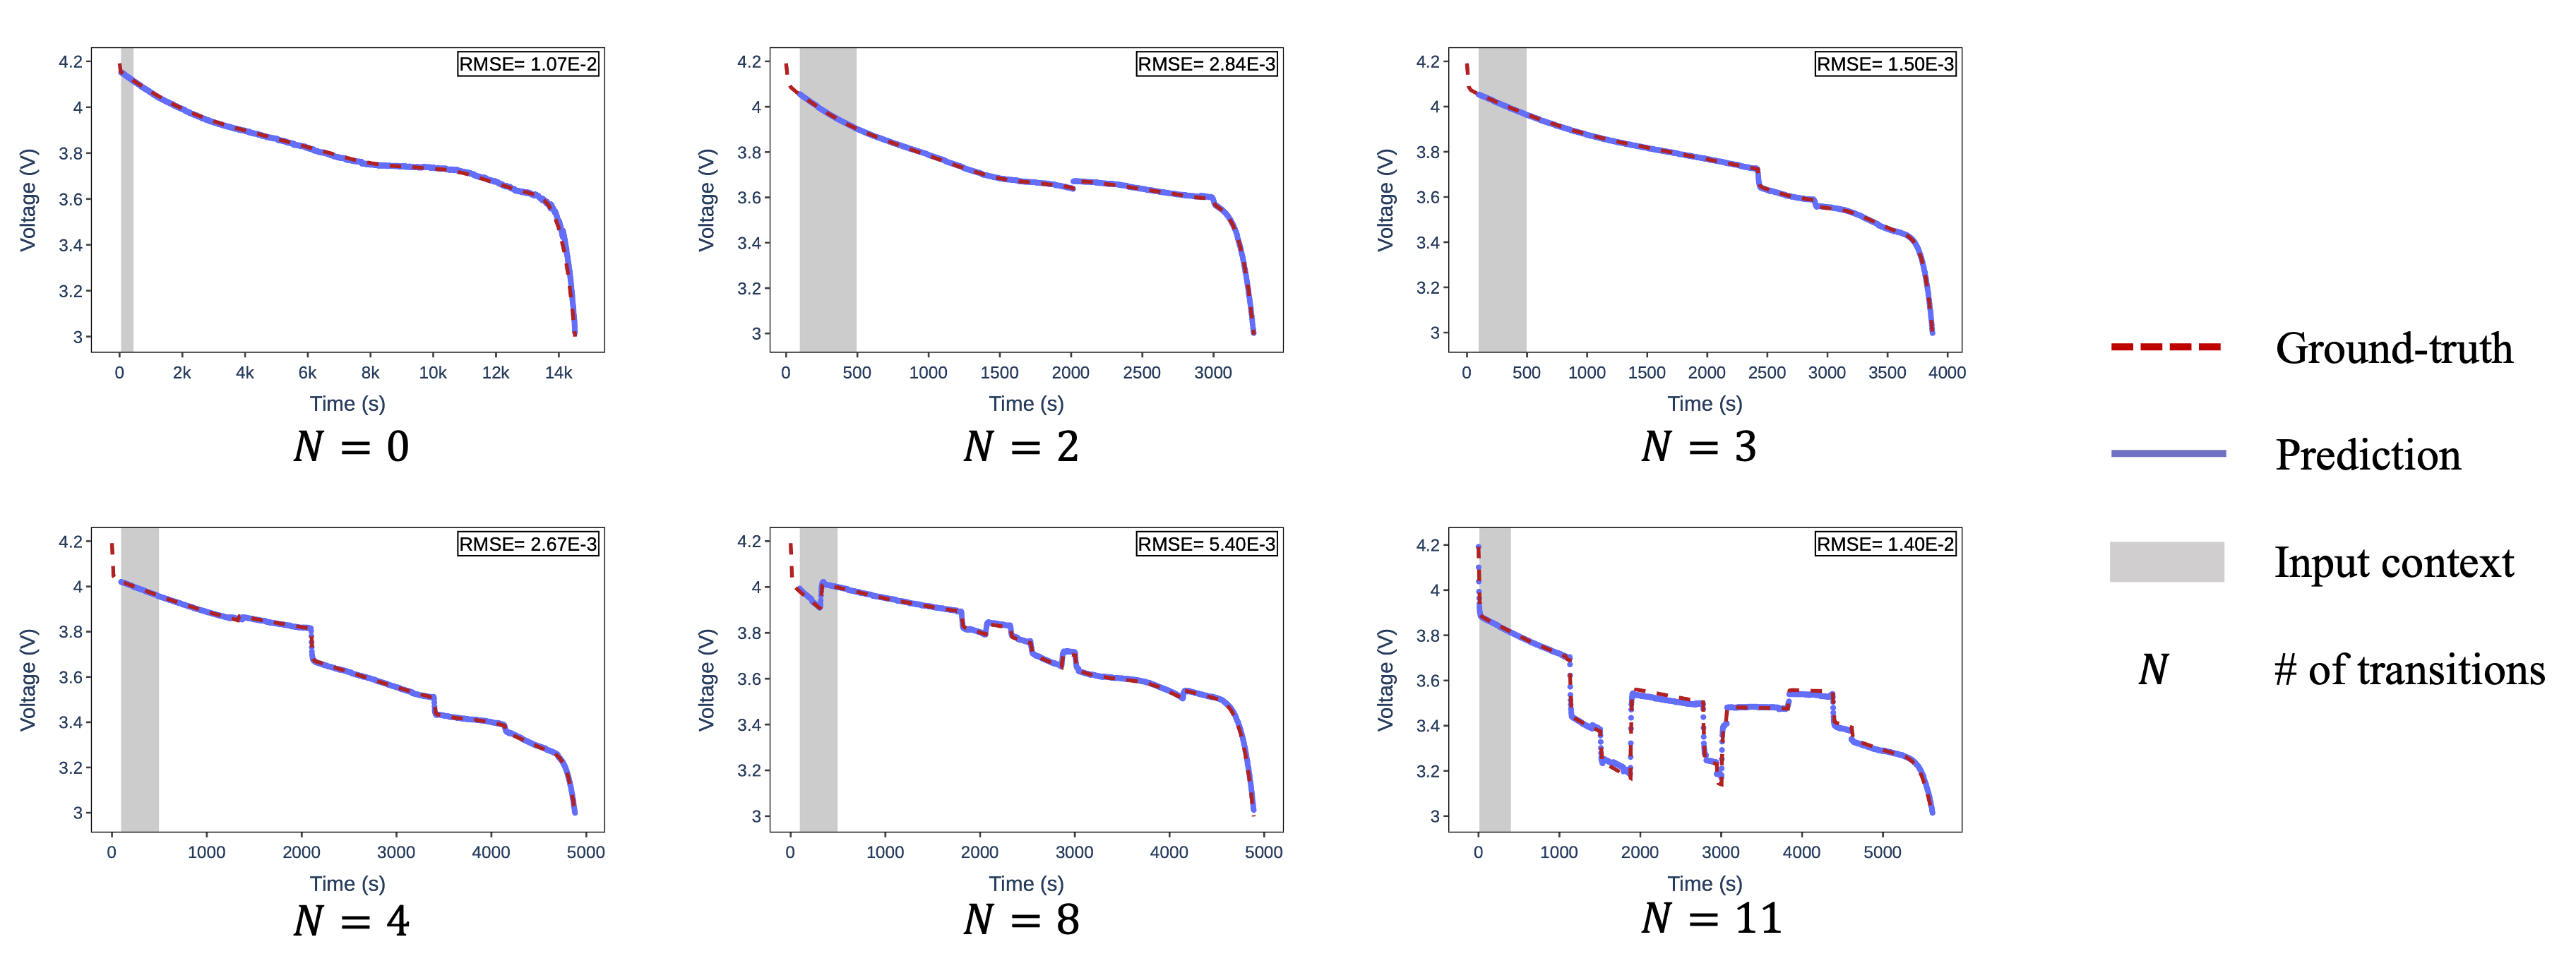 RMSE= 1.07E-2
4.2
4
3.8
3.6
3.4
3.2
3
Voltage (V)
0 2k 4k 6k 8k 10k 12k 14k
Time (s)
N = 0
RMSE= 2.84E-3
4.2
4
3.8
3.6
3.4
3.2
3
Voltage (V)
0 500 1000 1500 2000 2500 3000
Time (s)
N = 2
RMSE= 1.50E-3
4.2
4
3.8
3.6
3.4
3.2
3
Voltage (V)
0 500 1000 1500 2000 2500 3000 3500 4000
Time (s)
N = 3
RMSE= 2.67E-3
4.2
4
3.8
3.6
3.4
3.2
3
Voltage (V)
0 1000 2000 3000 4000 5000
Time (s)
N = 4
RMSE= 5.40E-3
4.2
4
3.8
3.6
3.4
3.2
3
Voltage (V)
0 1000 2000 3000 4000 5000
Time (s)
N = 8
RMSE= 1.40E-2
4.2
4
3.8
3.6
3.4
3.2
3
Voltage (V)
0 1000 2000 3000 4000 5000
Time (s)
N = 11
Ground-truth
Prediction
Input context
N # of transitions